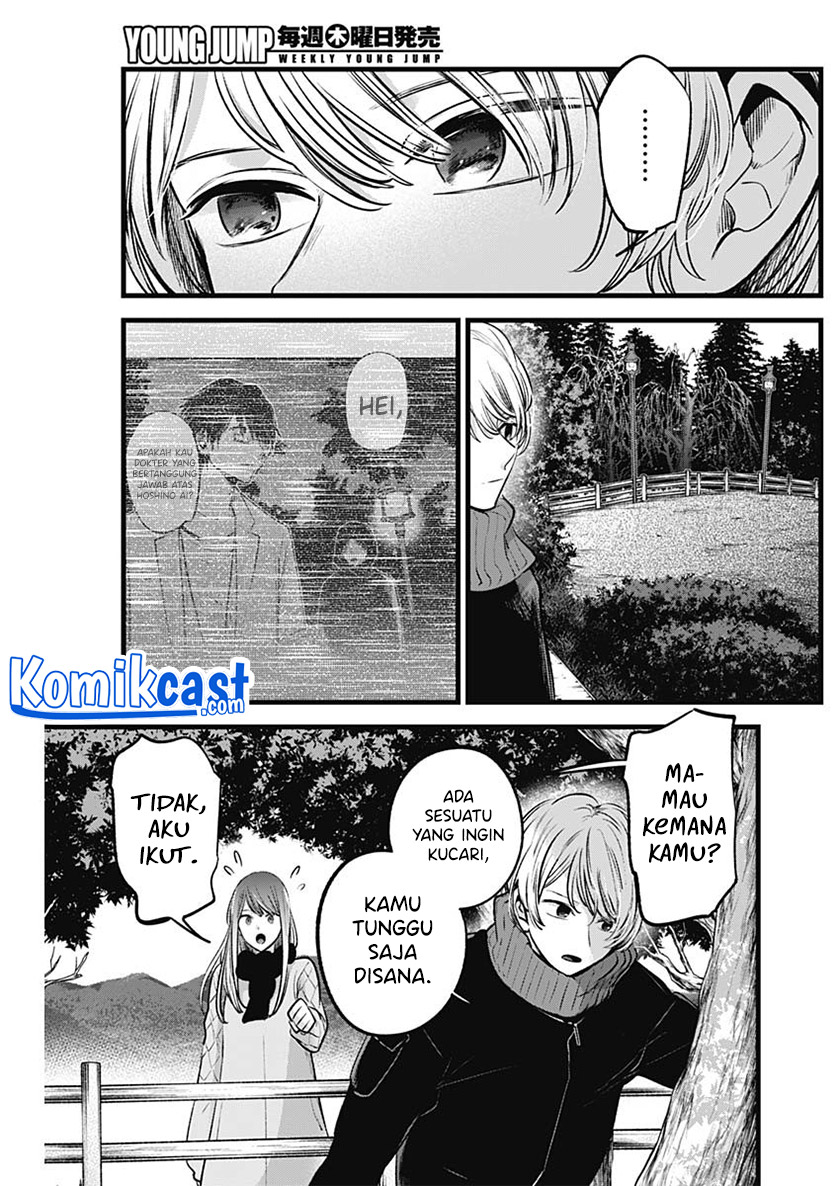 YOUNG JUMP 毎週木曜日発売
WEEKLY YOUNG JUMP
………
HEI,
APAKAH KAU
DOKTER YANG
BERTANGGUNG
JAWAB ATAS
HOSHINO AI?
Komikcast
.com
MA-
MAU
KEMANA
KAMU?
ADA
SESUATU
YANG INGIN
KUCARI,
KAMU
TUNGGU
SAJA
DISANA.
TIDAK,
AKU
IKUT.